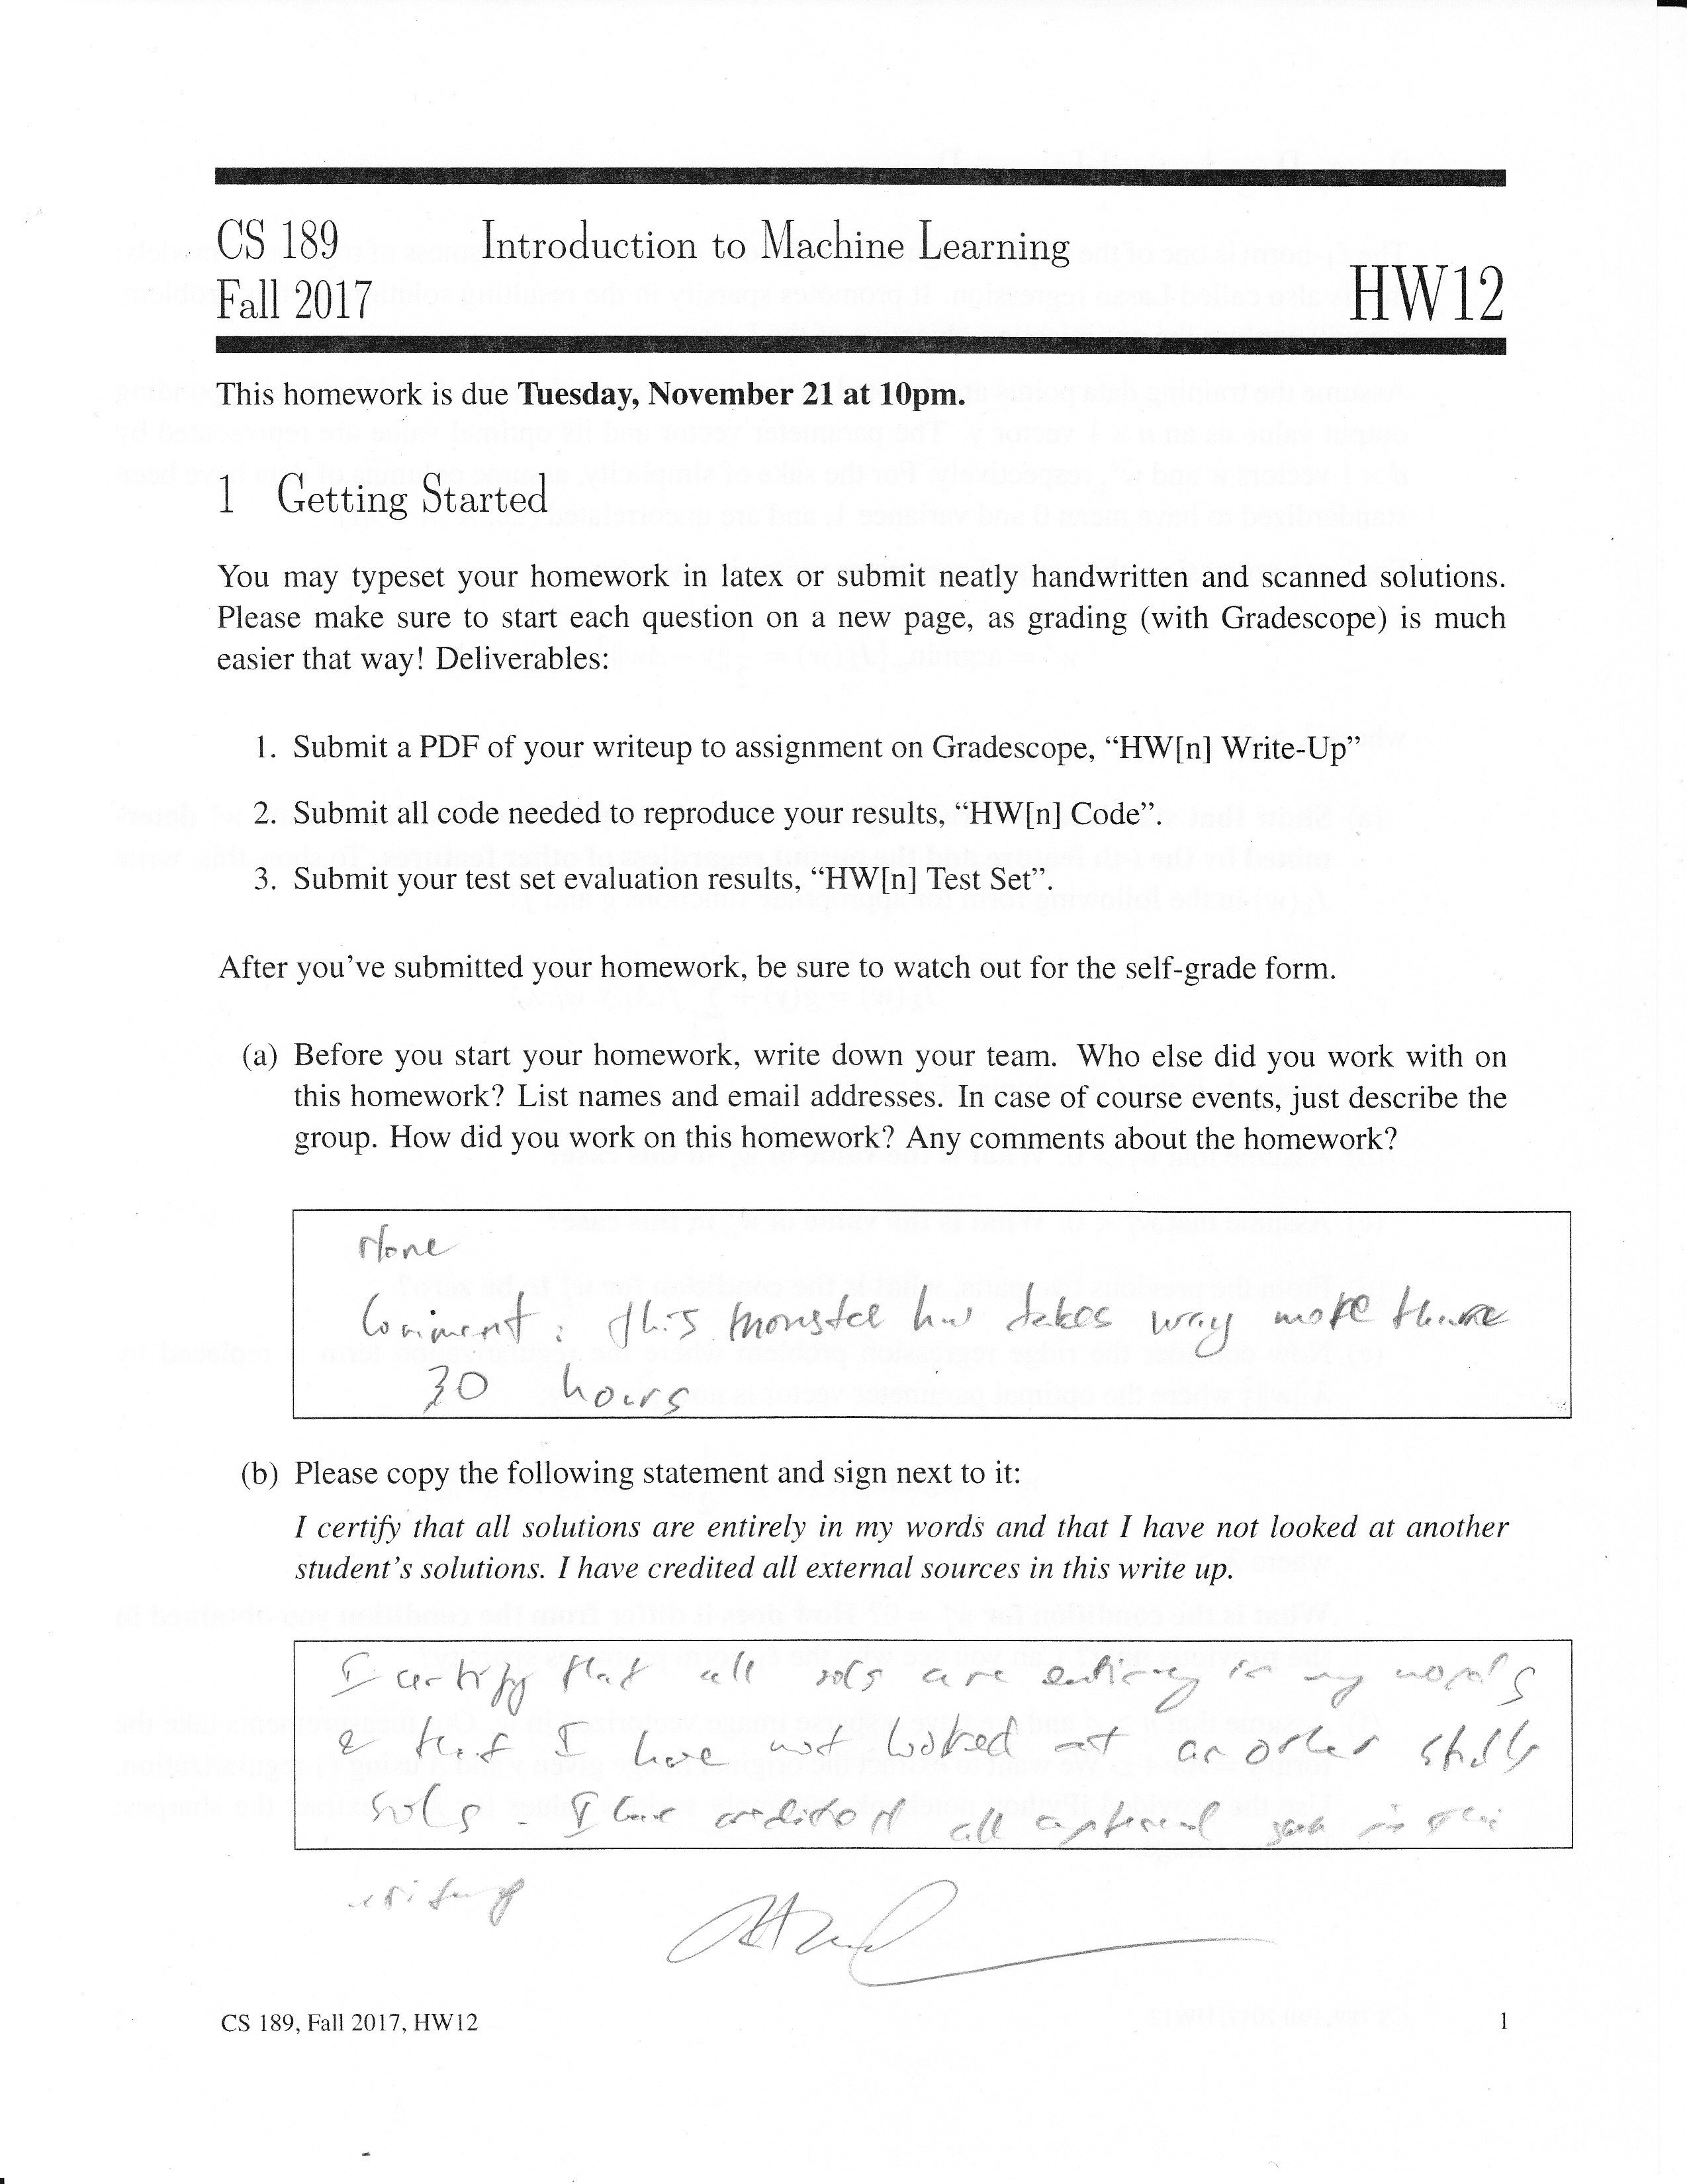 CS 189 Introduction to Machine Learning
Fall 2017 HW12
This homework is due Tuesday, November 21 at 10pm.
1 Getting Started
You may typeset your homework in latex or submit neatly handwritten and scanned solutions.
Please make sure to start each question on a new page, as grading (with Gradescope) is much
easier that way! Deliverables:
1. Submit a PDF of your writeup to assignment on Gradescope, “HW[n] Write-Up”
2. Submit all code needed to reproduce your results, “HW[n] Code”.
3. Submit your test set evaluation results, “HW[n] Test Set”.
After you’ve submitted your homework, be sure to watch out for the self-grade form.
(a) Before you start your homework, write down your team. Who else did you work with on
this homework? List names and email addresses. In case of course events, just describe the
group. How did you work on this homework? Any comments about the homework?
None
Comment: this monster hw takes way more
30 hours
(b) Please copy the following statement and sign next to it:
I certify that all solutions are entirely in my words and that I have not looked at another
student’s solutions. I have credited all external sources in this write up.
I certify that all sols are in my words
& that I have not looked at another
sols. I have credited all in
CS 189, Fall 2017, HW12 1